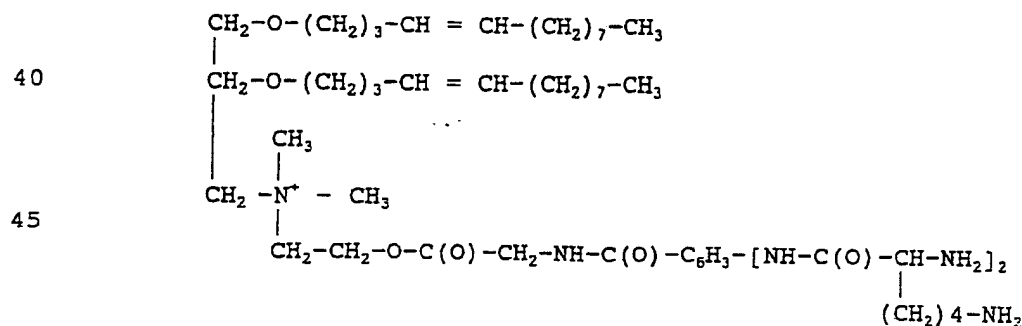 CH₂-O-(CH₂)₃-CH = CH-(CH₂)₇-CH₃
40 CH₂-O-(CH₂)₃-CH = CH-(CH₂)₇-CH₃
CH₃
CH₂ -N⁺ - CH₃
45
CH₂-CH₂-O-C(O)-CH₂-NH-C(O)-C₆H₃-[NH-C(O)-CH-NH₂]₂
(CH₂)4-NH₂